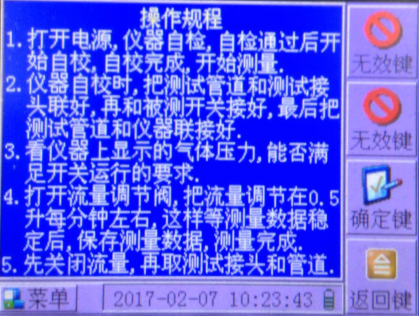 操作规程
1.打开电源,仪器自检,自检通过后开
始自校,自校完成,开始测量.
2.仪器自校时,把测试管道和测试接
头联好,再和被测开关接好,最后把
测试管道和仪器联接好.
3.看仪器上显示的气体压力,能否满
足开关运行的要求.
4.打开流量调节阀,把流量调节在0.5
升每分钟左右,这样等测量数据稳
定后,保存测量数据,测量完成.
5.先关闭流量,再取测试接头和管道.
无效键
无效键
确定键
返回键
菜单
2017-02-07 10:23:43